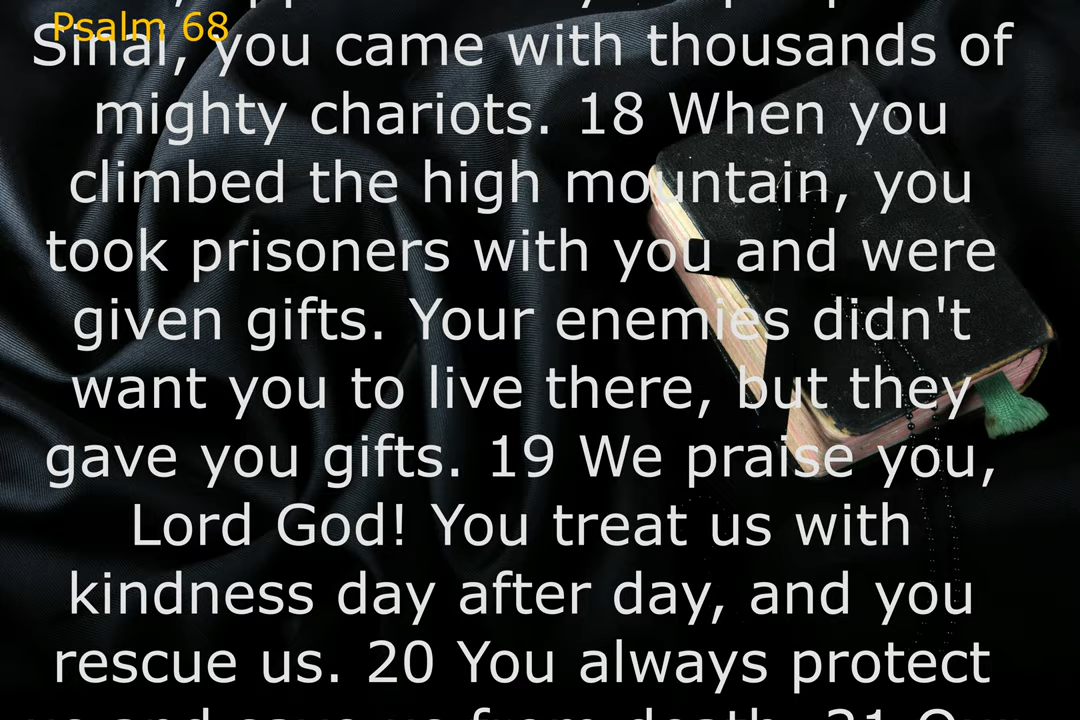 Psalm 68
Sinai, you came with thousands of
mighty chariots. 18 When you
climbed the high mountain, you
took prisoners with you and were
given gifts. Your enemies didn't
want you to live there, but they
gave you gifts. 19 We praise you,
Lord God! You treat us with
kindness day after day, and you
rescue us. 20 You always protect